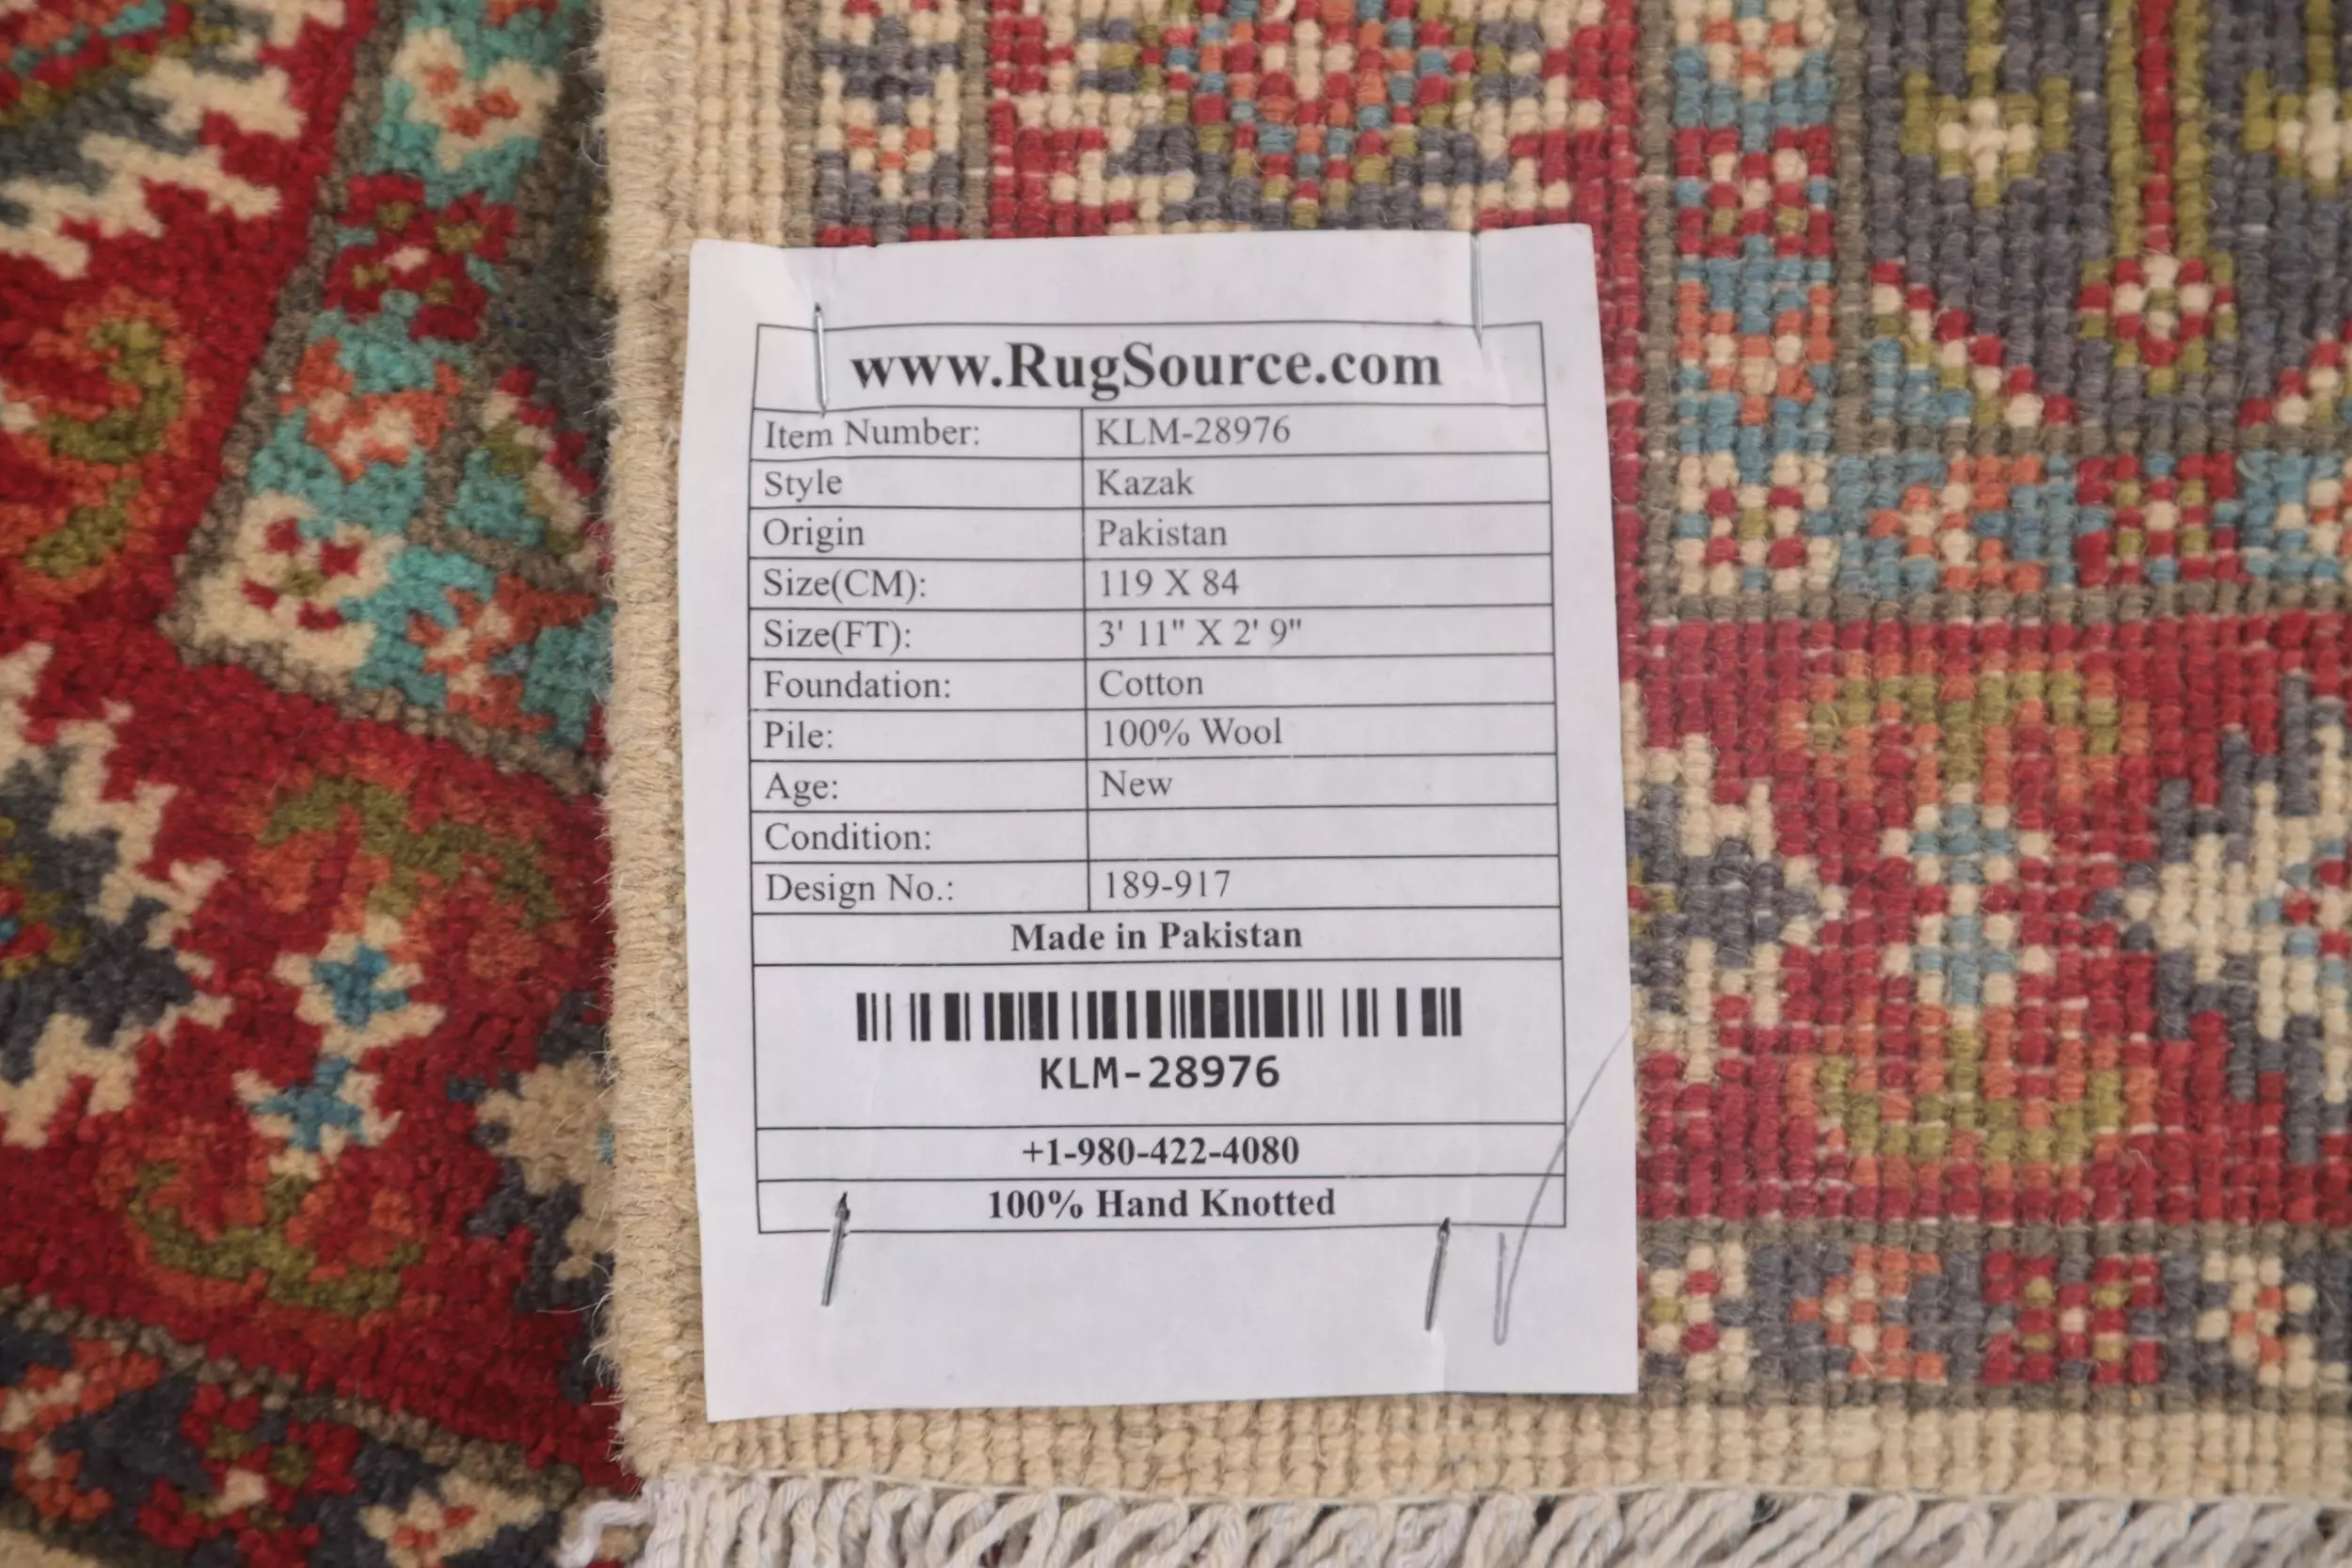 www.RugSource.com
Item Number: KLM-28976
Style Kazak
Origin Pakistan
Size(CM): 119 X 84
Size(FT): 3' 11" X 2' 9"
Foundation: Cotton
Pile: 100% Wool
Age: New
Condition:
Design No.: 189-917
Made in Pakistan
KLM-28976
+1-980-422-4080
100% Hand Knotted